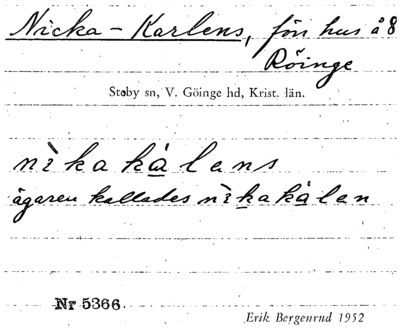 Nicka-Karlens, förr hus å 8
Röinge
Stoby sn, V. Göinge hd, Krist. län.
nìkakålens
ägaren kallades nìkakålen
Nr 5366
Erik Bergenrud 1952